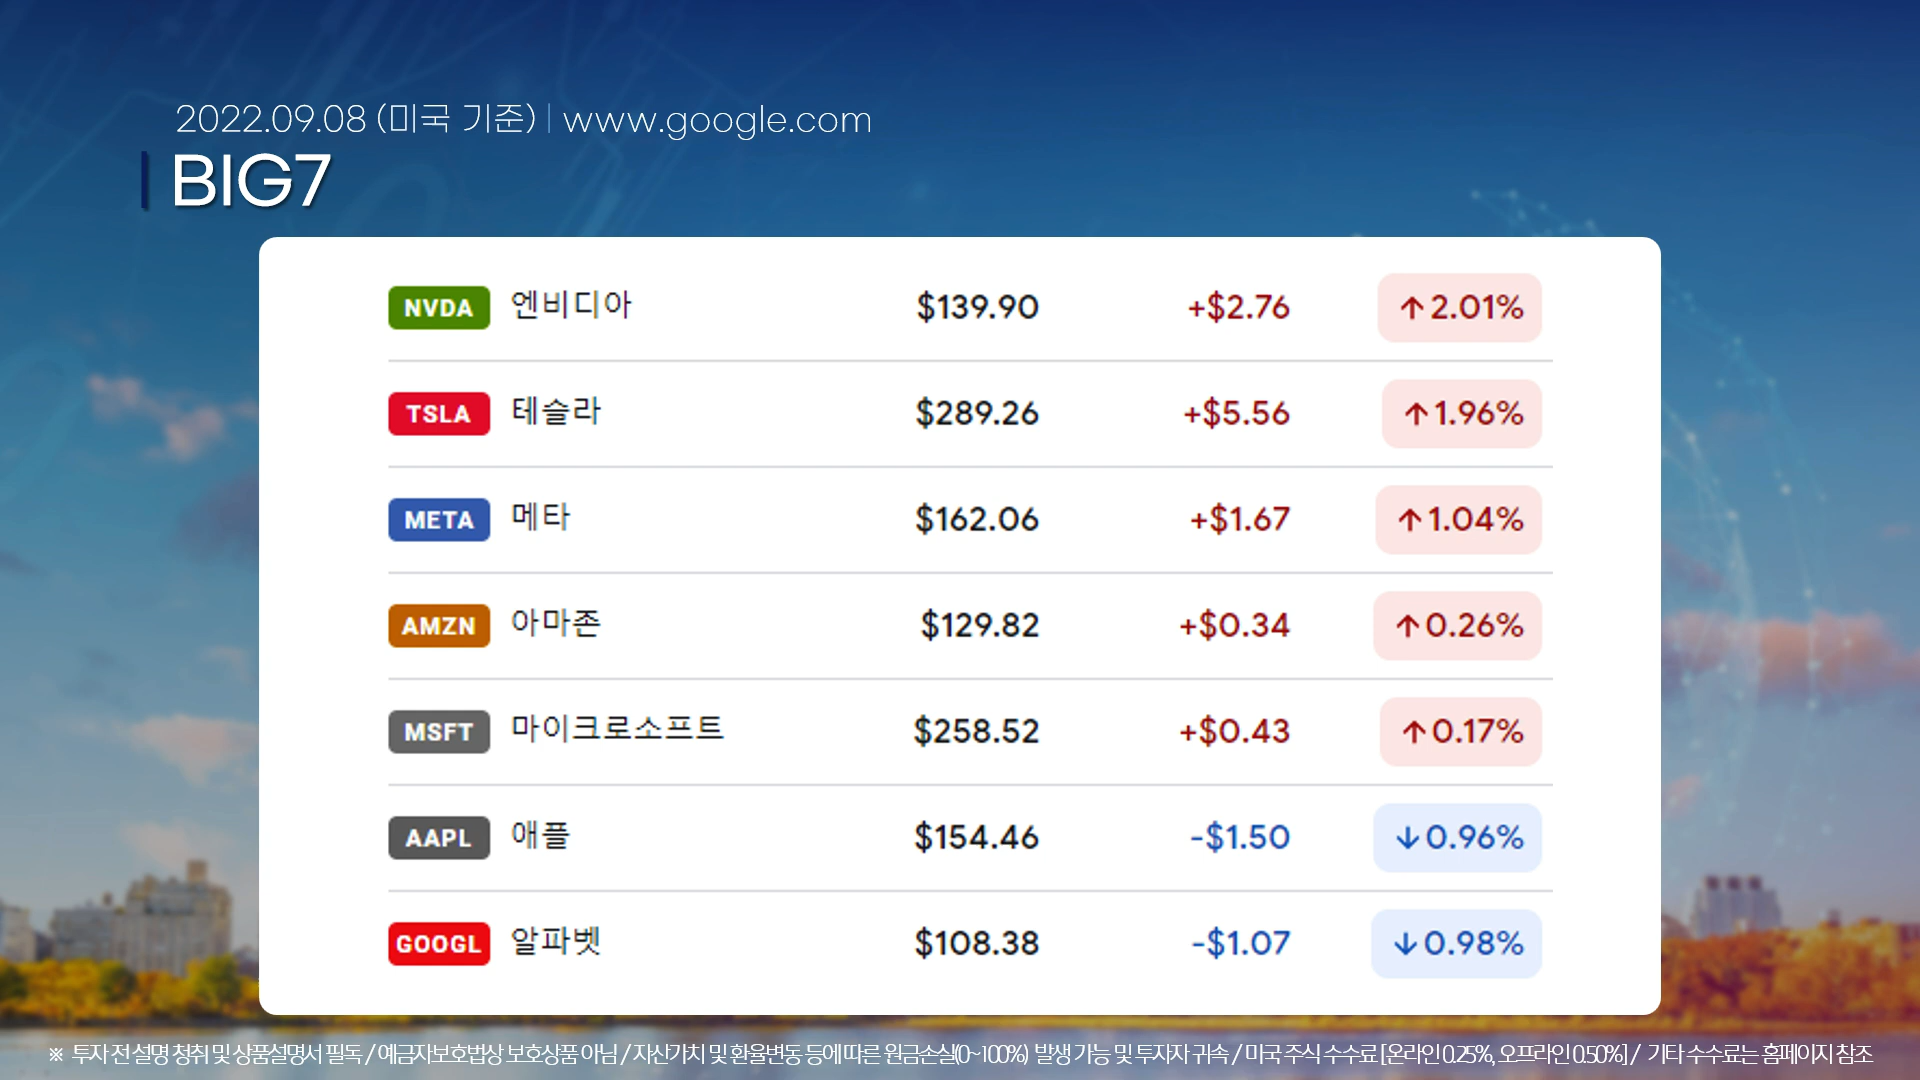 2022.09.08 (미국 기준) | www.google.com
BIG7
NVDA 엔비디아 $139.90 +$2.76 ↑2.01%
TSLA 테슬라 $289.26 +$5.56 ↑1.96%
META 메타 $162.06 +$1.67 ↑1.04%
AMZN 아마존 $129.82 +$0.34 ↑0.26%
MSFT 마이크로소프트 $258.52 +$0.43 ↑0.17%
AAPL 애플 $154.46 -$1.50 ↓0.96%
GOOGL 알파벳 $108.38 -$1.07 ↓0.98%
※ 투자 전 설명 청취 및 상품설명서 필독 / 예금자보호법상 보호상품 아님 / 자산가치 및 환율변동 등에 따른 원금손실(0~100%) 발생 가능 및 투자자 귀속 / 미국 주식 수수료 [온라인 0.25%, 오프라인 0.50%] / 기타 수수료는 홈페이지 참조